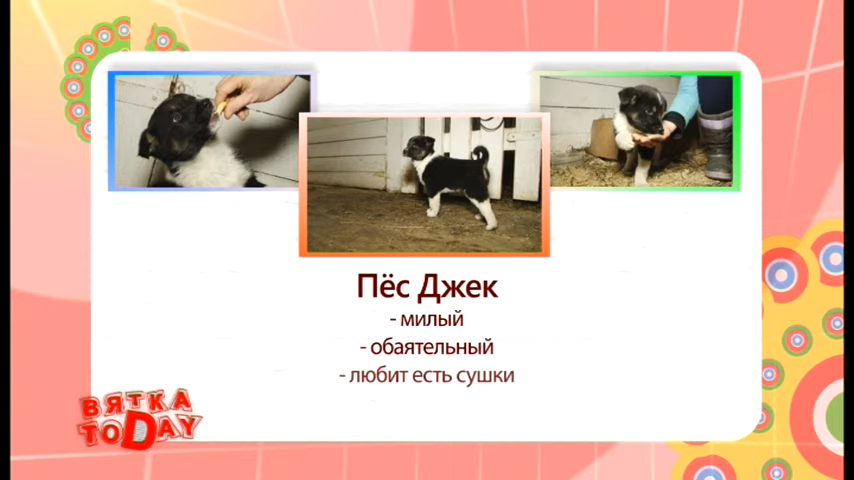 Пёс Джек
- милый
- обаятельный
- любит есть сушки
ВЯТКА
TODAY